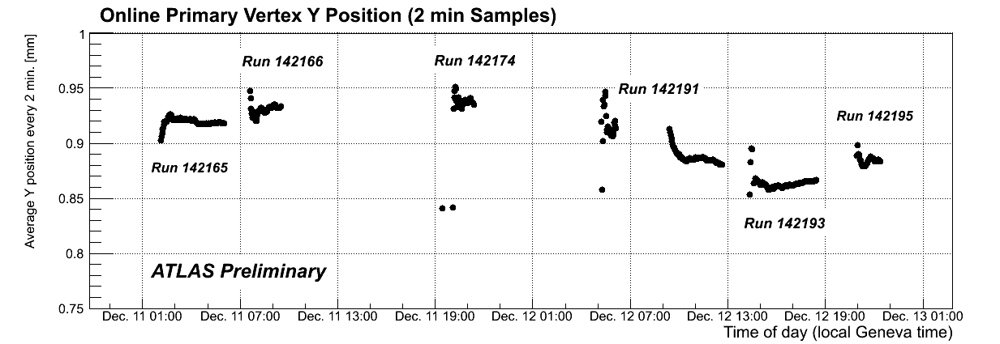 Online Primary Vertex Y Position (2 min Samples)
Average Y position every 2 min. [mm]
1
0.95
0.9
0.85
0.8
0.75
Run 142166
Run 142174
Run 142191
Run 142195
Run 142165
Run 142193
ATLAS Preliminary
Dec. 11 01:00 Dec. 11 07:00 Dec. 11 13:00 Dec. 11 19:00 Dec. 12 01:00 Dec. 12 07:00 Dec. 12 13:00 Dec. 12 19:00 Dec. 13 01:00
Time of day (local Geneva time)